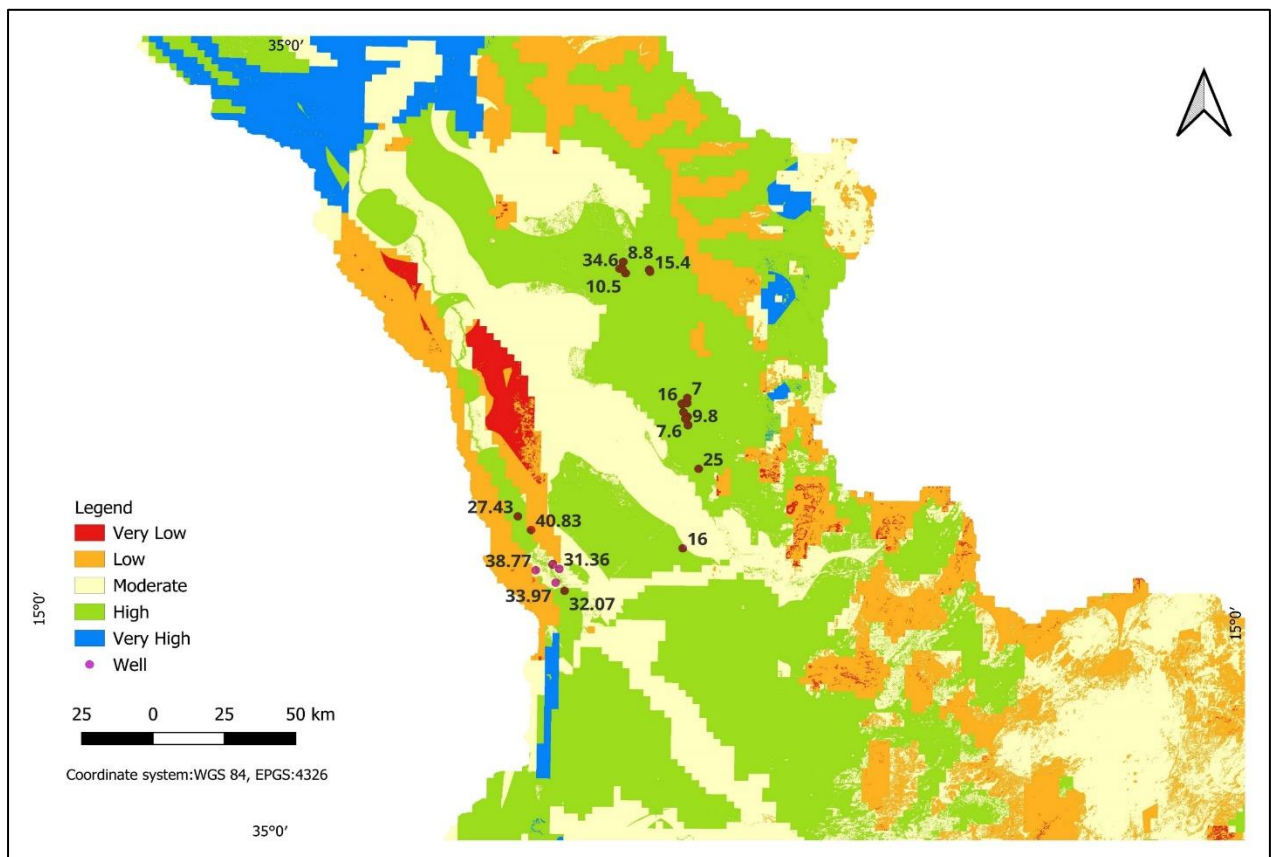 35°0′
34.6
8.8
15.4
10.5
16
7
9.8
7.6
25
27.43
40.83
16
38.77
31.36
33.97
32.07
15°0′
15°0′
Legend
Very Low
Low
Moderate
High
Very High
Well
25 0 25 50 km
Coordinate system:WGS 84, EPGS:4326
35°0′